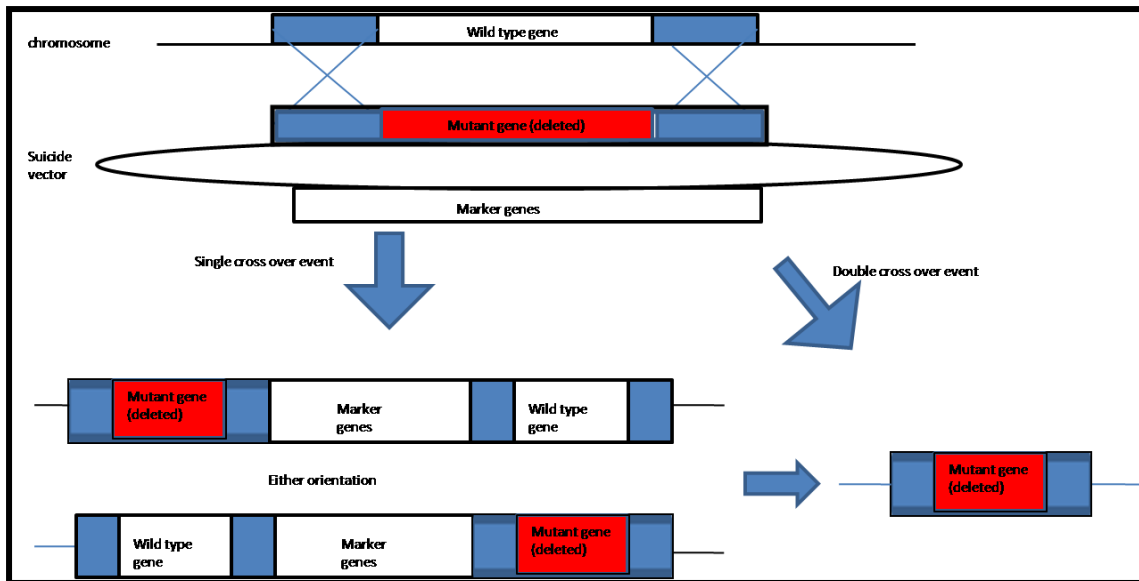 chromosome
Wild type gene
Mutant gene (deleted)
Suicide
vector
Marker genes
Single cross over event
Double cross over event
Mutant gene
(deleted)
Marker
genes
Wild type
gene
Either orientation
Mutant gene
(deleted)
Wild type
gene
Marker
genes
Mutant gene
(deleted)